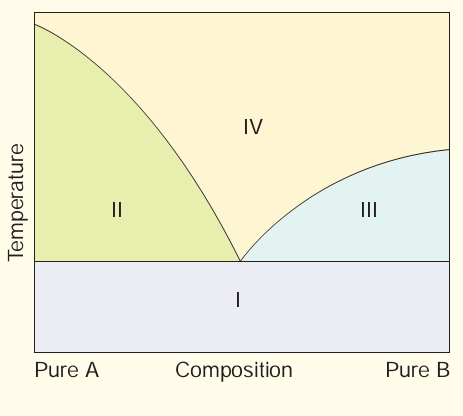 Temperature
IV
II
III
I
Pure A
Composition
Pure B